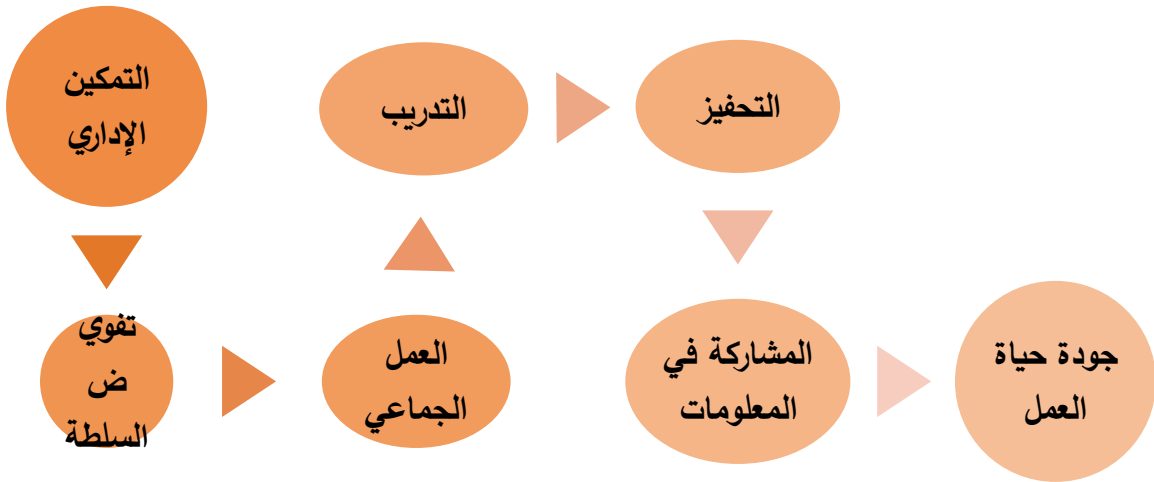 التمكين
الإداري
تفوي
ض
السلطة
العمل
الجماعي
التدريب
التحفيز
المشاركة في
المعلومات
جودة حياة
العمل